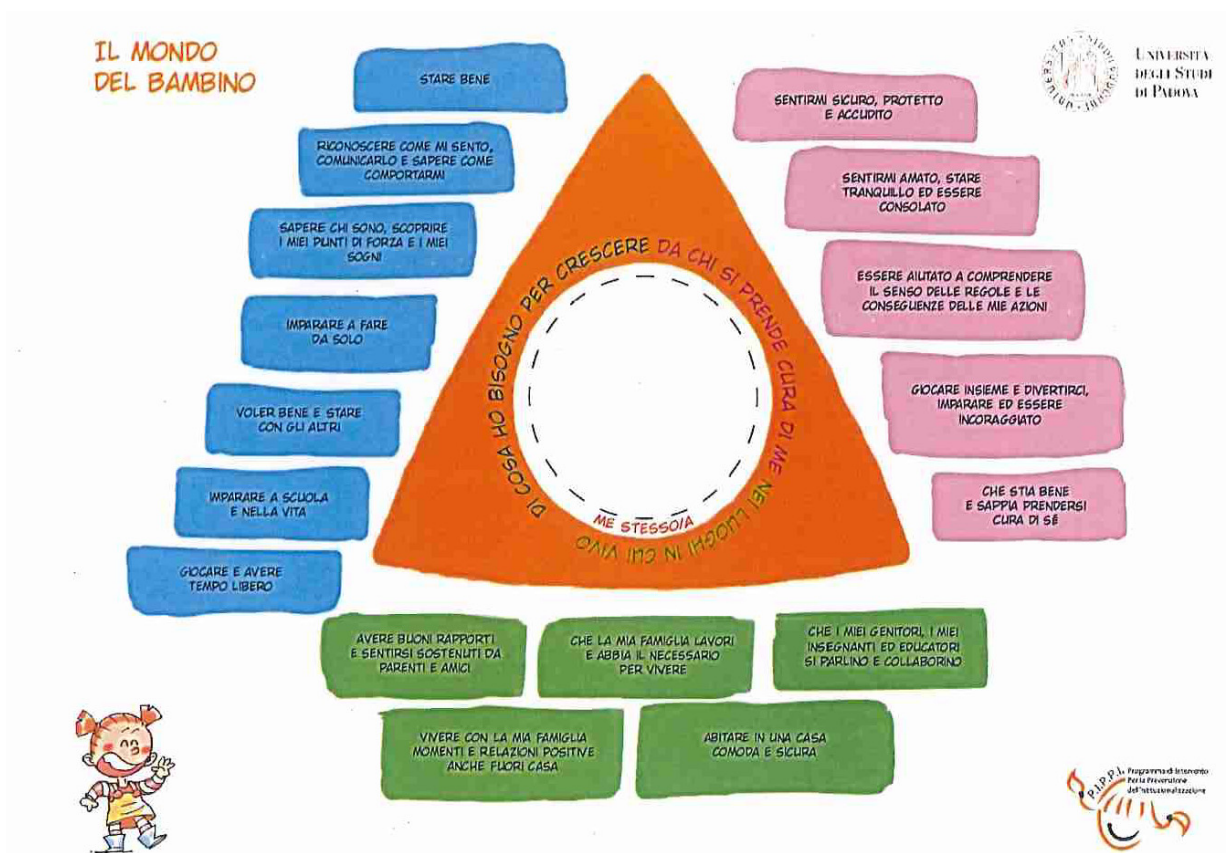 IL MONDO
DEL BAMBINO
STARE BENE
RICONOSCERE COME MI SENTO,
COMUNICARLO E SAPERE COME
COMPORTARMI
SAPERE CHI SONO, SCOPRIRE
I MIEI PUNTI DI FORZA E I MIEI
SOGNI
IMPARARE A FARE
DA SOLO
VOLER BENE E STARE
CON GLI ALTRI
IMPARARE A SCUOLA
E NELLA VITA
GIOCARE E AVERE
TEMPO LIBERO
DI COSA HO BISOGNO PER CRESCERE
DA CHI SI PRENDE CURA DI ME
NEI LUOGHI IN CUI VIVO
ME STESSO/A
SENTIRMI SICURO, PROTETTO
E ACCUDITO
SENTIRMI AMATO, STARE
TRANQUILLO ED ESSERE
CONSOLATO
ESSERE AIUTATO A COMPRENDERE
IL SENSO DELLE REGOLE E LE
CONSEGUENZE DELLE MIE AZIONI
GIOCARE INSIEME E DIVERTIRCI,
IMPARARE ED ESSERE
INCORAGGIATO
CHE STIA BENE
E SAPPIA PRENDERSI
CURA DI SÉ
AVERE BUONI RAPPORTI
E SENTIRSI SOSTENUTI DA
PARENTI E AMICI
CHE LA MIA FAMIGLIA LAVORI
E ABBIA IL NECESSARIO
PER VIVERE
CHE I MIEI GENITORI, I MIEI
INSEGNANTI ED EDUCATORI
SI PARLINO E COLLABORINO
VIVERE CON LA MIA FAMIGLIA
MOMENTI E RELAZIONI POSITIVE
ANCHE FUORI CASA
ABITARE IN UNA CASA
COMODA E SICURA
UNIVERSITÀ
DEGLI STUDI
DI PADOVA
P.I.P.P.I.
Programma di Intervento
Per la Prevenzione
dell'Istituzionalizzazione